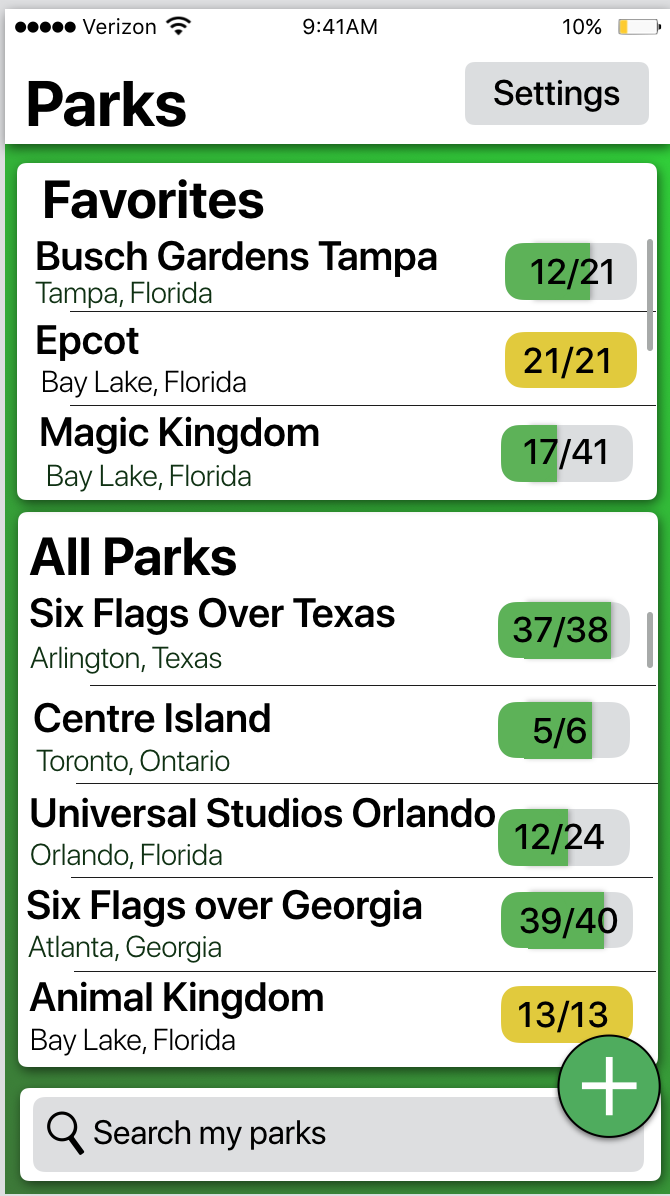 Verizon 9:41AM 10%
Parks Settings
Favorites
Busch Gardens Tampa 12/21
Tampa, Florida
Epcot 21/21
Bay Lake, Florida
Magic Kingdom 17/41
Bay Lake, Florida
All Parks
Six Flags Over Texas 37/38
Arlington, Texas
Centre Island 5/6
Toronto, Ontario
Universal Studios Orlando 12/24
Orlando, Florida
Six Flags over Georgia 39/40
Atlanta, Georgia
Animal Kingdom 13/13
Bay Lake, Florida
Search my parks